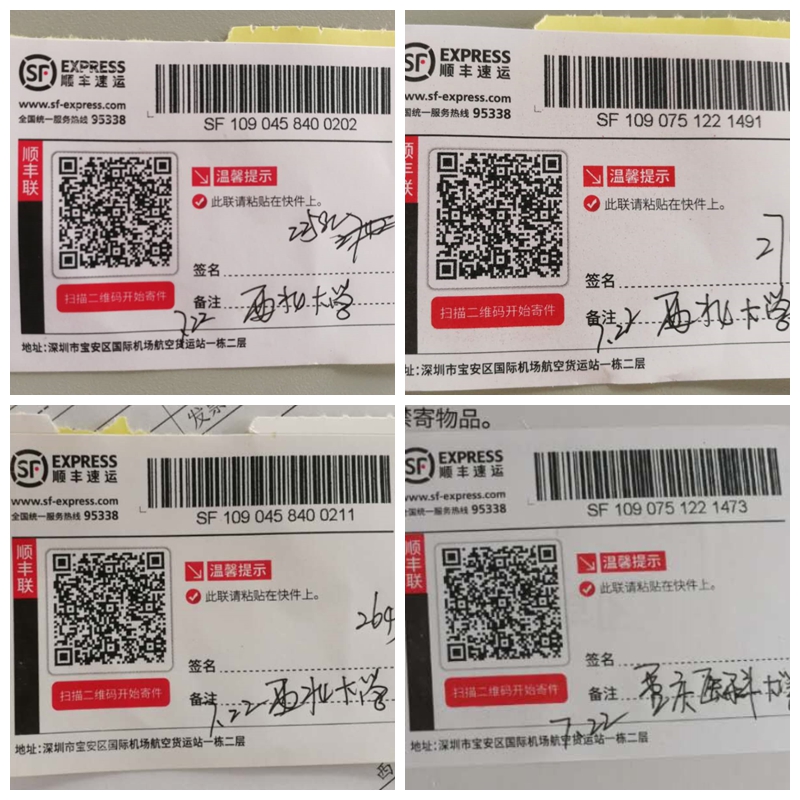 SF EXPRESS
顺丰速运
www.sf-express.com
全国统一服务热线 95338
SF 109 045 840 0202
顺丰联
温馨提示
此联请粘贴在快件上。
签名
扫描二维码开始寄件
备注 西北大学
7.22
地址:深圳市宝安区国际机场航空货运站一栋二层
SF EXPRESS
顺丰速运
www.sf-express.com
全国统一服务热线 95338
SF 109 075 122 1491
顺丰联
温馨提示
此联请粘贴在快件上。
27
签名
扫描二维码开始寄件
备注 西北大学
7.22
址:深圳市宝安区国际机场航空货运站一栋二层
发票
SF EXPRESS
顺丰速运
www.sf-express.com
全国统一服务热线 95338
SF 109 045 840 0211
顺丰联
温馨提示
此联请粘贴在快件上。
264
签名
扫描二维码开始寄件
备注 西北大学
7.22
地址:深圳市宝安区国际机场航空货运站一栋二层
西
禁寄物品。
SF EXPRESS
顺丰速运
www.sf-express.com
全国统一服务热线 95338
SF 109 075 122 1473
顺丰联
温馨提示
此联请粘贴在快件上。
签名
扫描二维码开始寄件
备注 重庆医科大学
7.22
地址:深圳市宝安区国际机场航空货运站一栋二层